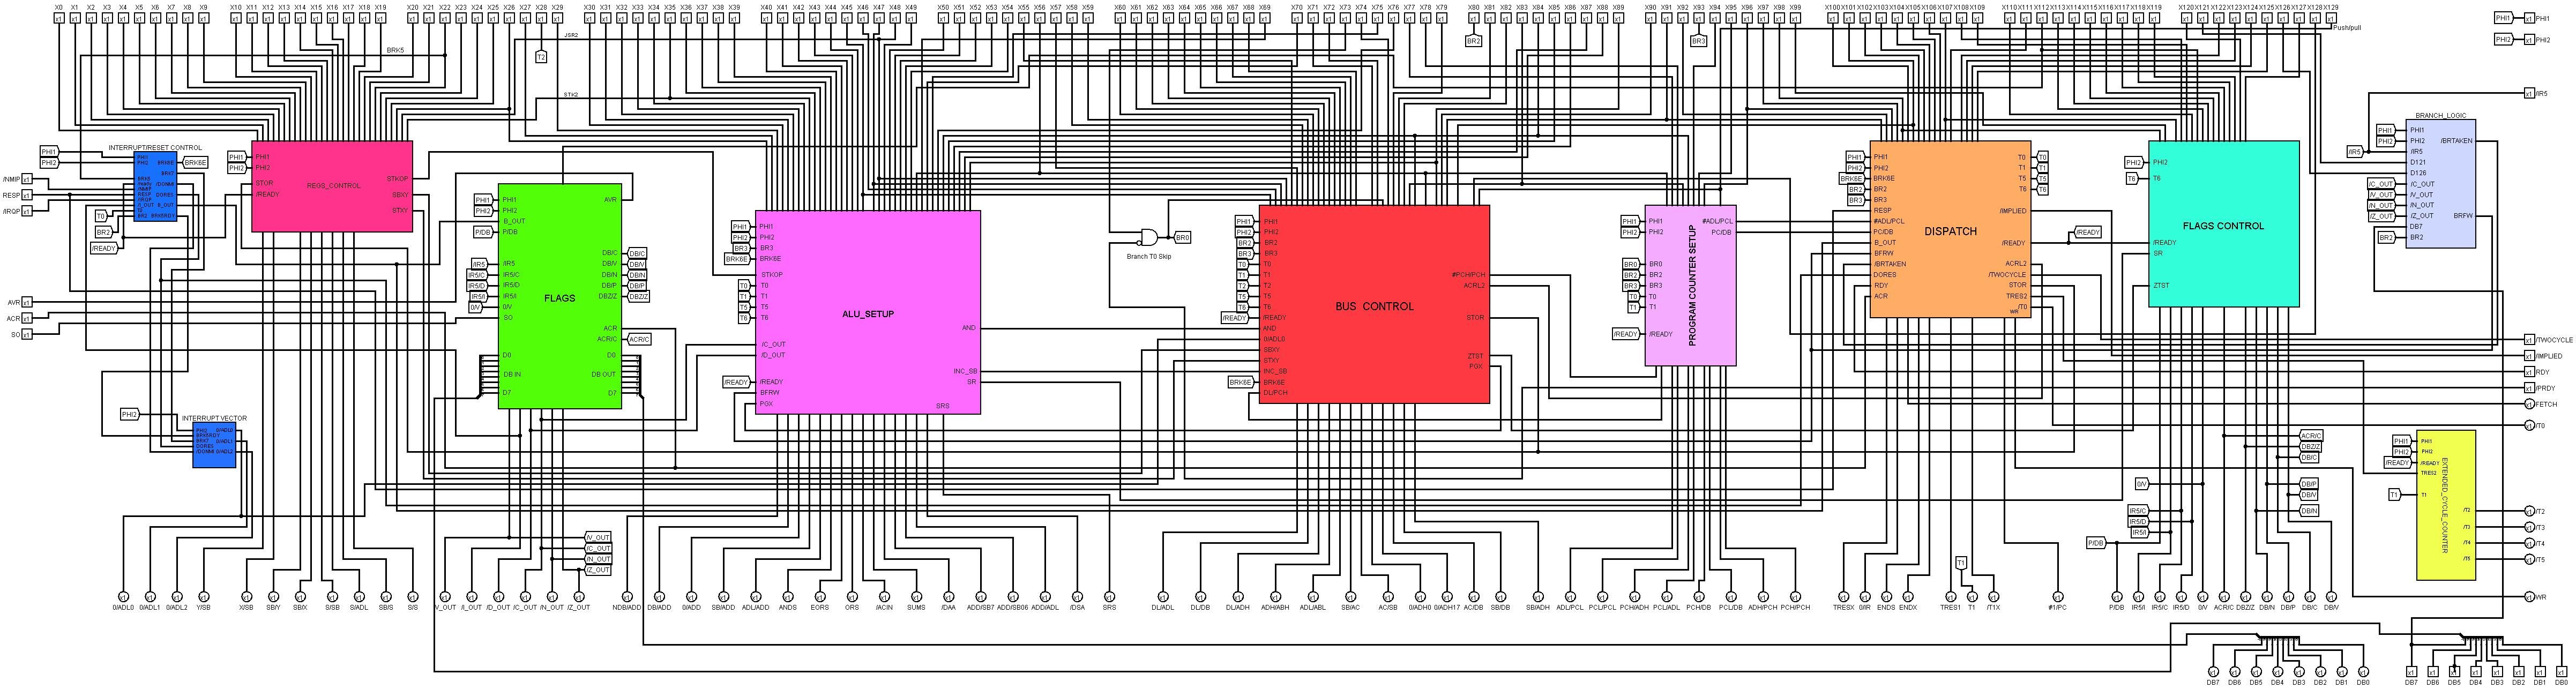 X0 X1 X2 X3 X4 X5 X6 X7 X8 X9 X10 X11 X12 X13 X14 X15 X16 X17 X18 X19 X20 X21 X22 X23 X24 X25 X26 X27 X28 X29 X30 X31 X32 X33 X34 X35 X36 X37 X38 X39 X40 X41 X42 X43 X44 X45 X46 X47 X48 X49 X50 X51 X52 X53 X54 X55 X56 X57 X58 X59 X60 X61 X62 X63 X64 X65 X66 X67 X68 X69 X70 X71 X72 X73 X74 X75 X76 X77 X78 X79 X80 X81 X82 X83 X84 X85 X86 X87 X88 X89 X90 X91 X92 X93 X94 X95 X96 X97 X98 X99 X100 X101 X102 X103 X104 X105 X106 X107 X108 X109 X110 X111 X112 X113 X114 X115 X116 X117 X118 X119 X120 X121 X122 X123 X124 X125 X126 X127 X128 X129
PHI1 PHI1
PHI2 PHI2
Push/pull
BRK5
JSR2
STK2
T2
BR2
BR3
/IR5
INTERRUPT/RESET CONTROL
PHI1
PHI2
BRK6E
/NMIP
RESP
/IRQP
T0
BR2
/READY
REGS_CONTROL
PHI1
PHI2
STOR
/READY
STKOP
SBXY
STXY
AVR
ACR
SO
INTERRUPT VECTOR
PHI2
FLAGS
PHI1
PHI2
B_OUT
P/DB
/IR5
IR5/C
IR5/D
IR5/I
0/V
SO
D0
DB IN
D7
AVR
DB/C
DB/V
DB/N
DB/P
DBZ/Z
ACR
ACR/C
D0
DB OUT
D7
ALU_SETUP
PHI1
PHI2
BR3
BRK6E
STKOP
T0
T1
T5
T6
/C_OUT
/D_OUT
/READY
BFRW
PGX
AND
INC_SB
SR
SRS
BR0
Branch T0 Skip
BUS CONTROL
PHI1
PHI2
BR2
BR3
T0
T1
T2
T5
T6
/READY
AND
0/ADL0
SBXY
STXY
INC_SB
BRK6E
DL/PCH
#PCH/PCH
ACRL2
STOR
ZTST
PGX
PROGRAM COUNTER SETUP
PHI1
PHI2
BR0
BR2
BR3
T0
T1
/READY
#ADL/PCL
PC/DB
DISPATCH
PHI1
PHI2
BRK6E
BR2
BR3
RESP
#ADL/PCL
PC/DB
B_OUT
BFRW
/BRTAKEN
DORES
RDY
ACR
T0
T1
T5
T6
/IMPLIED
/READY
ACRL2
/TWOCYCLE
STOR
TRES2
/T0
WR
FLAGS CONTROL
PHI2
T6
/READY
SR
ZTST
BRANCH_LOGIC
PHI1
PHI2
/IR5
D121
D126
/C_OUT
/V_OUT
/N_OUT
/Z_OUT
DB7
BR2
/BRTAKEN
BRFW
/TWOCYCLE
/IMPLIED
RDY
/PRDY
FETCH
/T0
EXTENDED_CYCLE_COUNTER
PHI1
PHI2
/READY
TRES2
T1
/T2
/T3
/T4
/T5
/T2
/T3
/T4
/T5
WR
ACR/C
DBZ/Z
DB/C
0/V
DB/P
DB/V
IR5/C
DB/N
IR5/D
IR5/I
P/DB
/V_OUT
/C_OUT
/N_OUT
/Z_OUT
T1
0/ADL0 0/ADL1 0/ADL2 Y/SB X/SB SB/Y SB/X S/SB S/ADL SB/S S/S /V_OUT /I_OUT /D_OUT /C_OUT /N_OUT /Z_OUT NDB/ADD DB/ADD 0/ADD SB/ADD ADL/ADD ANDS EORS ORS /ACIN SUMS /DAA ADD/SB7 ADD/SB06 ADD/ADL /DSA SRS DL/ADL DL/DB DL/ADH ADH/ABH ADL/ABL SB/AC AC/SB 0/ADH0 0/ADH17 AC/DB SB/DB SB/ADH ADL/PCL PCL/PCL PCH/ADH PCL/ADL PCH/DB PCL/DB ADH/PCH PCH/PCH TRESX 0/IR ENDS ENDX TRES1 T1 /T1X #1/PC P/DB IR5/I IR5/C IR5/D 0/V ACR/C DBZ/Z DB/N DB/P DB/C DB/V
DB7 DB6 DB5 DB4 DB3 DB2 DB1 DB0 DB7 DB6 DB5 DB4 DB3 DB2 DB1 DB0